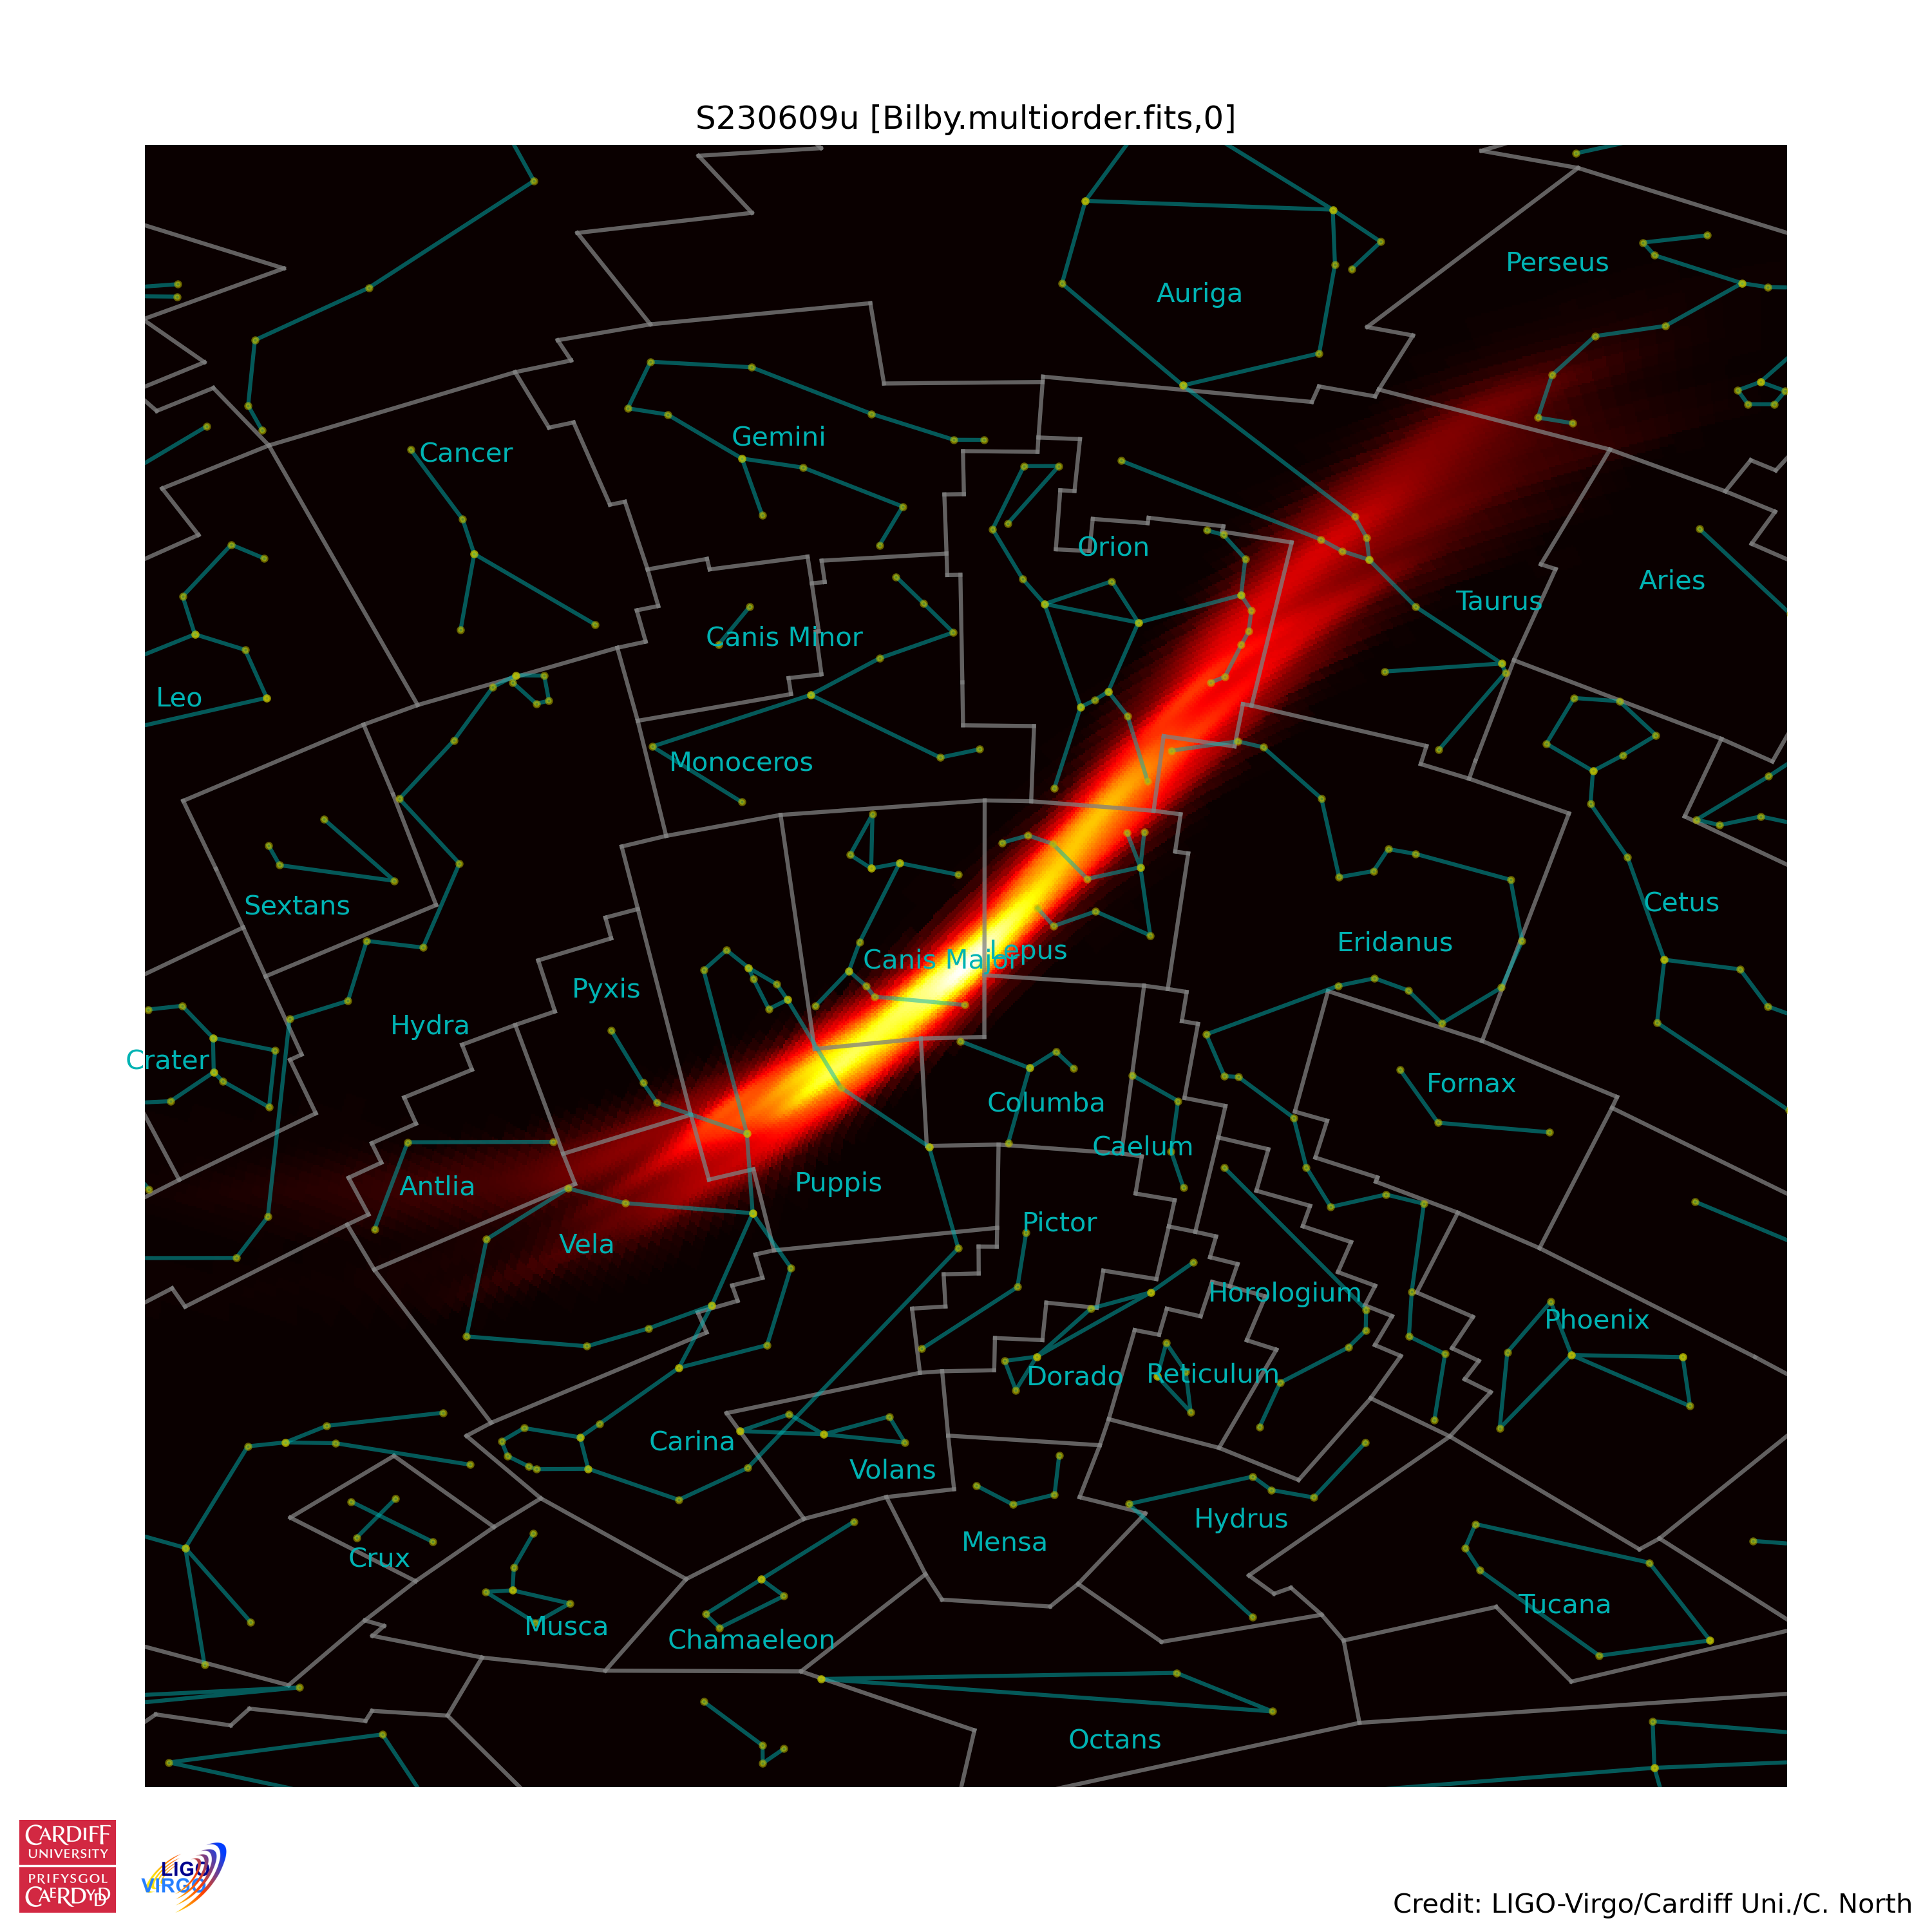 S230609u [Bilby.multiorder.fits,0]
Perseus
Auriga
Gemini
Cancer
Orion
Aries
Taurus
Canis Minor
Leo
Monoceros
Cetus
Sextans
Eridanus
Lepus
Canis Major
Pyxis
Hydra
Crater
Fornax
Columba
Caelum
Puppis
Antlia
Pictor
Vela
Horologium
Phoenix
Reticulum
Dorado
Carina
Volans
Hydrus
Mensa
Crux
Tucana
Musca
Chamaeleon
Octans
CARDIFF
UNIVERSITY
PRIFYSGOL
CAERDYDD
LIGO
VIRGO
Credit: LIGO-Virgo/Cardiff Uni./C. North